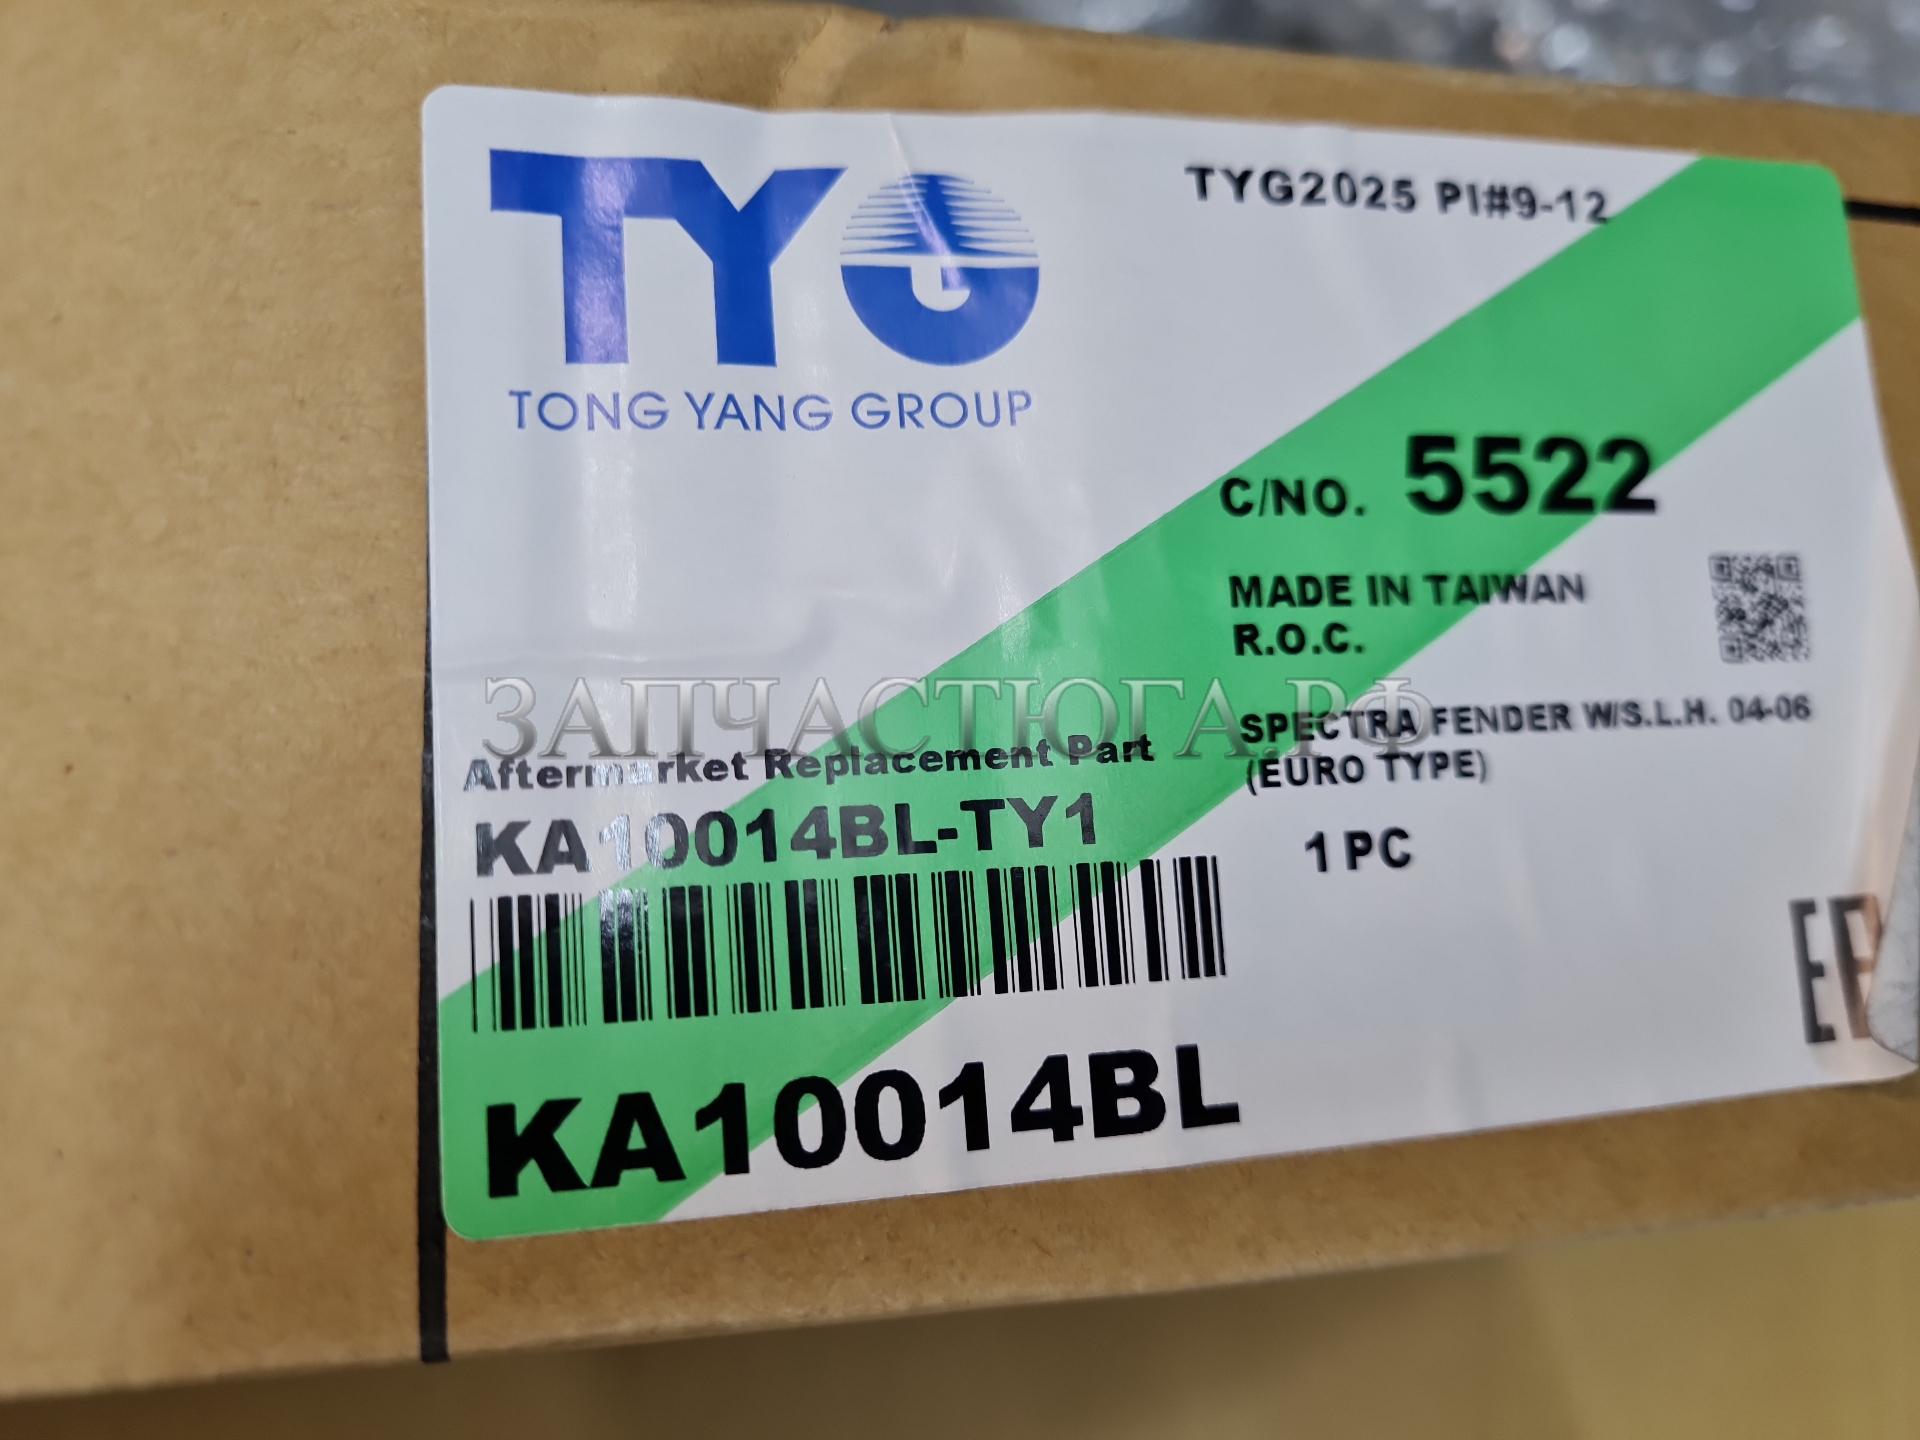 TYG
TONG YANG GROUP
TYG2025 PI#9-12
C/NO. 5522
MADE IN TAIWAN
R.O.C.
ЗАПЧАСТЮГА.РФ
SPECTRA FENDER W/S.L.H. 04-06
(EURO TYPE)
1 PC
Aftermarket Replacement Part
KA10014BL-TY1
KA10014BL